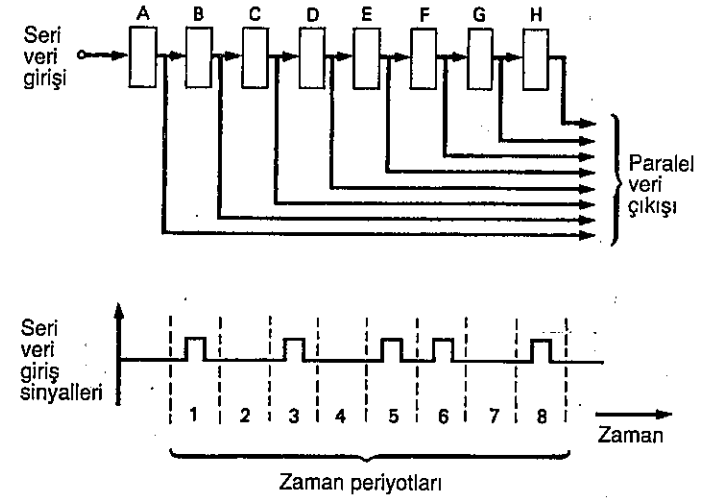 A B C D E F G H
Seri
veri
girişi
Paralel
veri
çıkışı
Seri
veri
giriş
sinyalleri
1 2 3 4 5 6 7 8
Zaman
Zaman periyotları